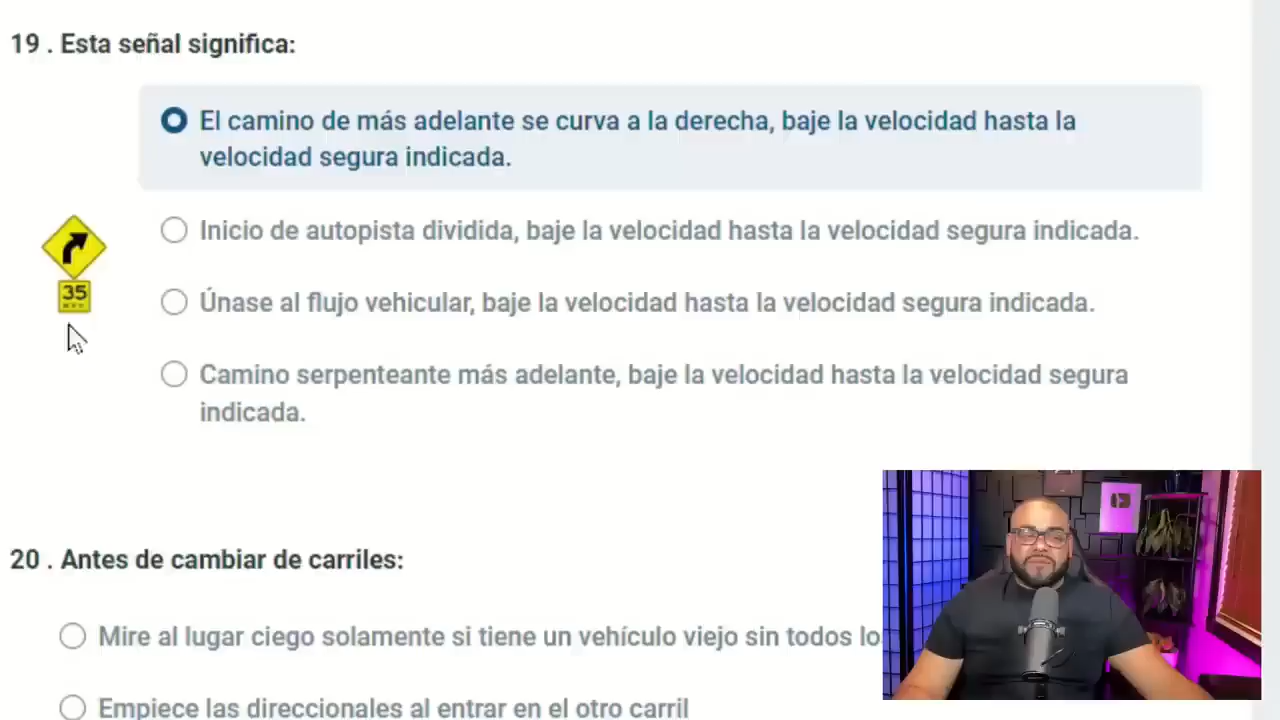 19 . Esta señal significa:
El camino de más adelante se curva a la derecha, baje la velocidad hasta la
velocidad segura indicada.
Inicio de autopista dividida, baje la velocidad hasta la velocidad segura indicada.
35
Únase al flujo vehicular, baje la velocidad hasta la velocidad segura indicada.
Camino serpenteante más adelante, baje la velocidad hasta la velocidad segura
indicada.
20 . Antes de cambiar de carriles:
Mire al lugar ciego solamente si tiene un vehículo viejo sin todos lo
Empiece las direccionales al entrar en el otro carril